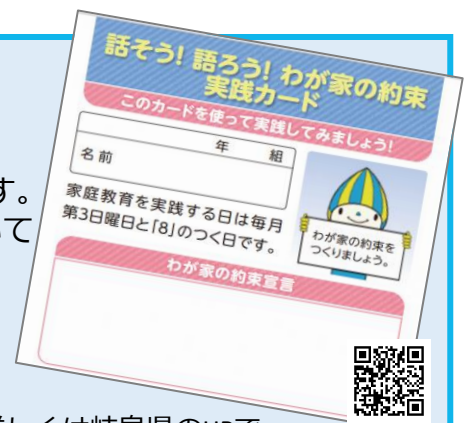 話そう! 語ろう! わが家の約束
実践カード
このカードを使って実践してみましょう!
年 組
名前
家庭教育を実践する日は毎月
第3日曜日と「8」のつく日です。
わが家の約束を
つくりましょう。
わが家の約束宣言
す。
いて
しくは岐阜県のHPで